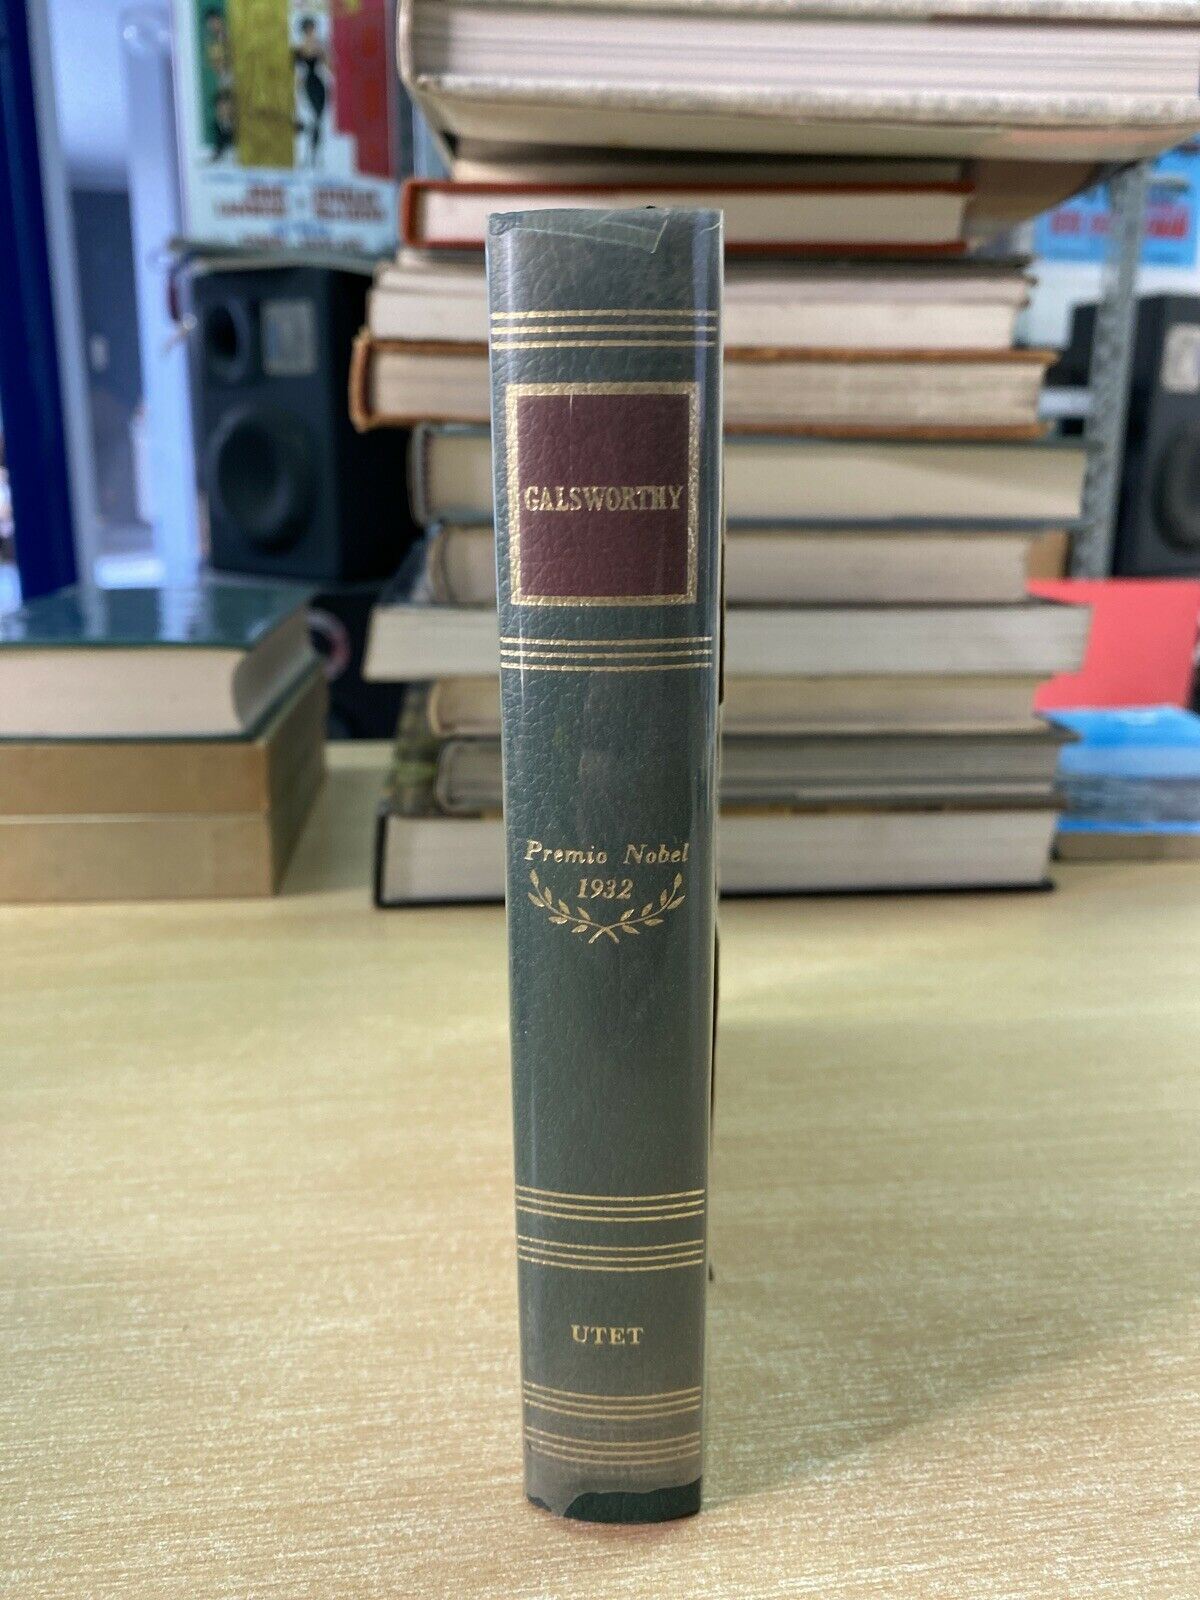 GALSWORTHY
Premio Nobel
1932
UTET